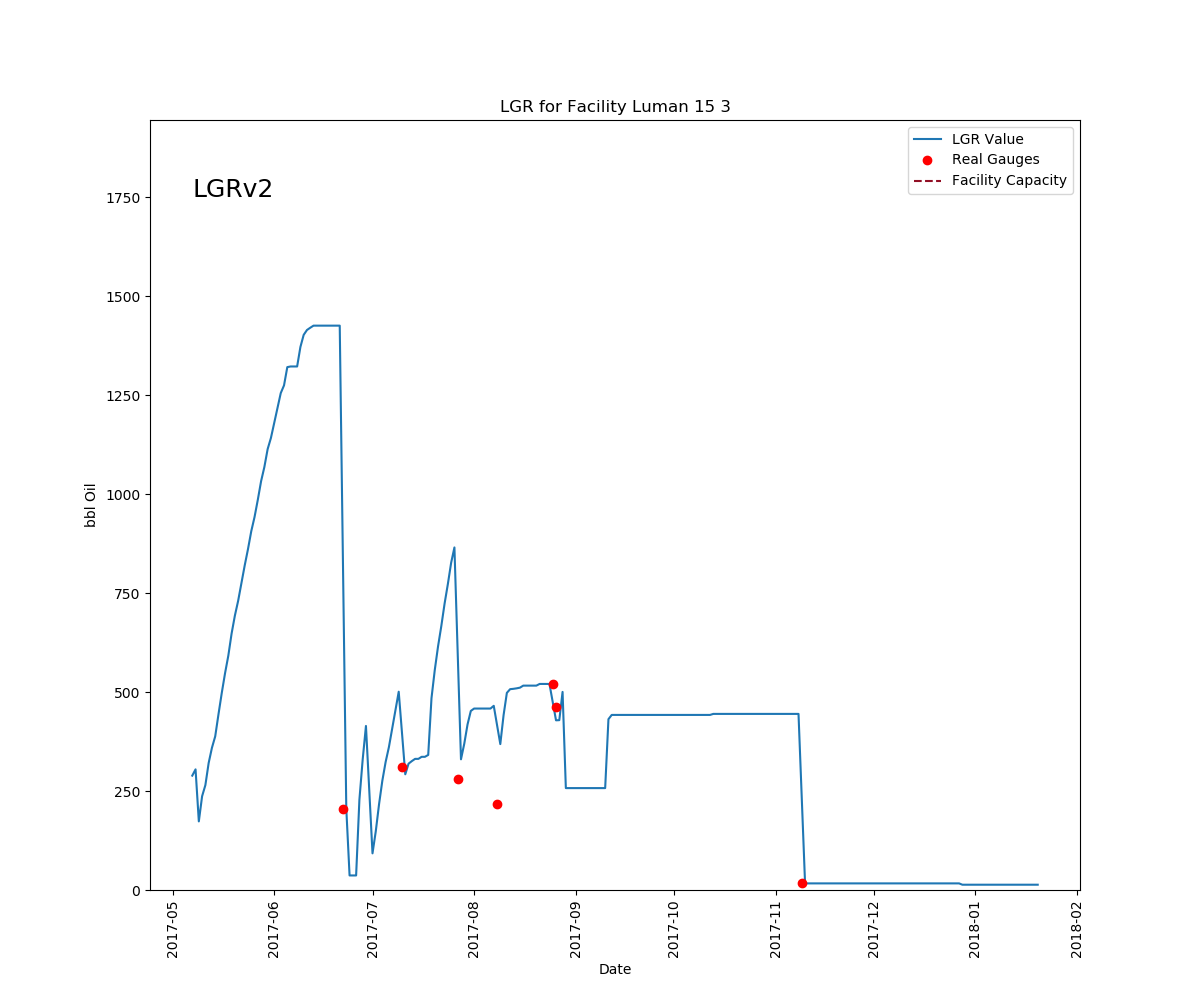 LGR for Facility Luman 15 3
LGR Value
Real Gauges
Facility Capacity
LGRv2
bbl Oil
1750
1500
1250
1000
750
500
250
0
2017-05
2017-06
2017-07
2017-08
2017-09
2017-10
2017-11
2017-12
2018-01
2018-02
Date